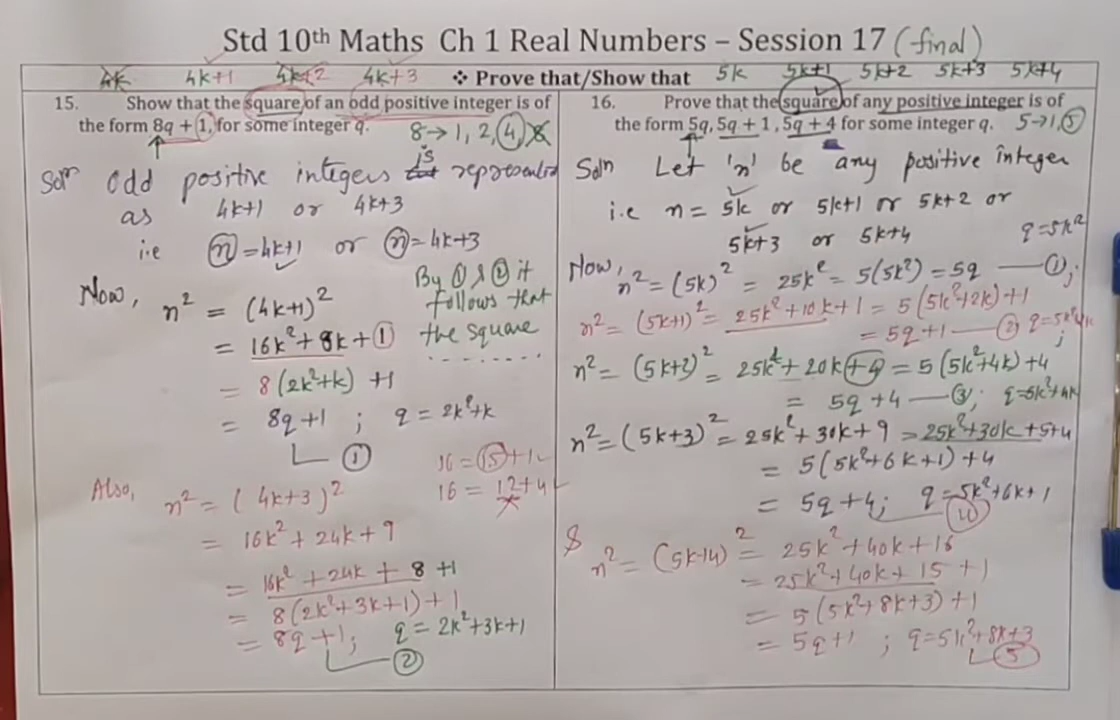 Std 10th Maths Ch 1 Real Numbers – Session 17 (final)
4k 4k+1 4k+2 4k+3 ❖ Prove that/Show that 5k 5k+1 5k+2 5k+3 5k+4
15. Show that the square of an odd positive integer is of
the form 8q + 1, for some integer q.
8→1, 2, 4, 8
Solⁿ Odd positive integers is represented
as 4k+1 or 4k+3
i.e n = 4k+1 or n = 4k+3
Now, n² = (4k+1)²
= 16k² + 8k + 1
= 8(2k²+k) + 1
= 8q+1 ; q = 2k²+k
①
By ① & ② it
follows that
the square
.......
16 = 15+1
16 = 12+4
Also, n² = (4k+3)²
= 16k² + 24k + 9
= 16k² + 24k + 8 + 1
= 8(2k²+3k+1) + 1
= 8q+1; q = 2k²+3k+1
②
16. Prove that the square of any positive integer is of
the form 5q, 5q + 1, 5q + 4 for some integer q. 5→1, 5
Solⁿ Let 'n' be any positive integer
i.e n = 5k or 5k+1 or 5k+2 or
5k+3 or 5k+4
q=5k²
Now, n² = (5k)² = 25k² = 5(5k²) = 5q —①;
n² = (5k+1)² = 25k²+10k+1 = 5(5k²+2k)+1
= 5q+1 —② ;
n² = (5k+2)² = 25k²+20k+4 = 5(5k²+4k)+4
= 5q+4 —③; q=5k²+4k
n² = (5k+3)² = 25k²+30k+9 = 25k²+30k+5+4
= 5(5k²+6k+1)+4
= 5q+4; q=5k²+6k+1
④
& n² = (5k+4)² = 25k²+40k+16
= 25k²+40k+15+1
= 5(5k²+8k+3)+1
= 5q+1 ; q=5k²+8k+3
⑤